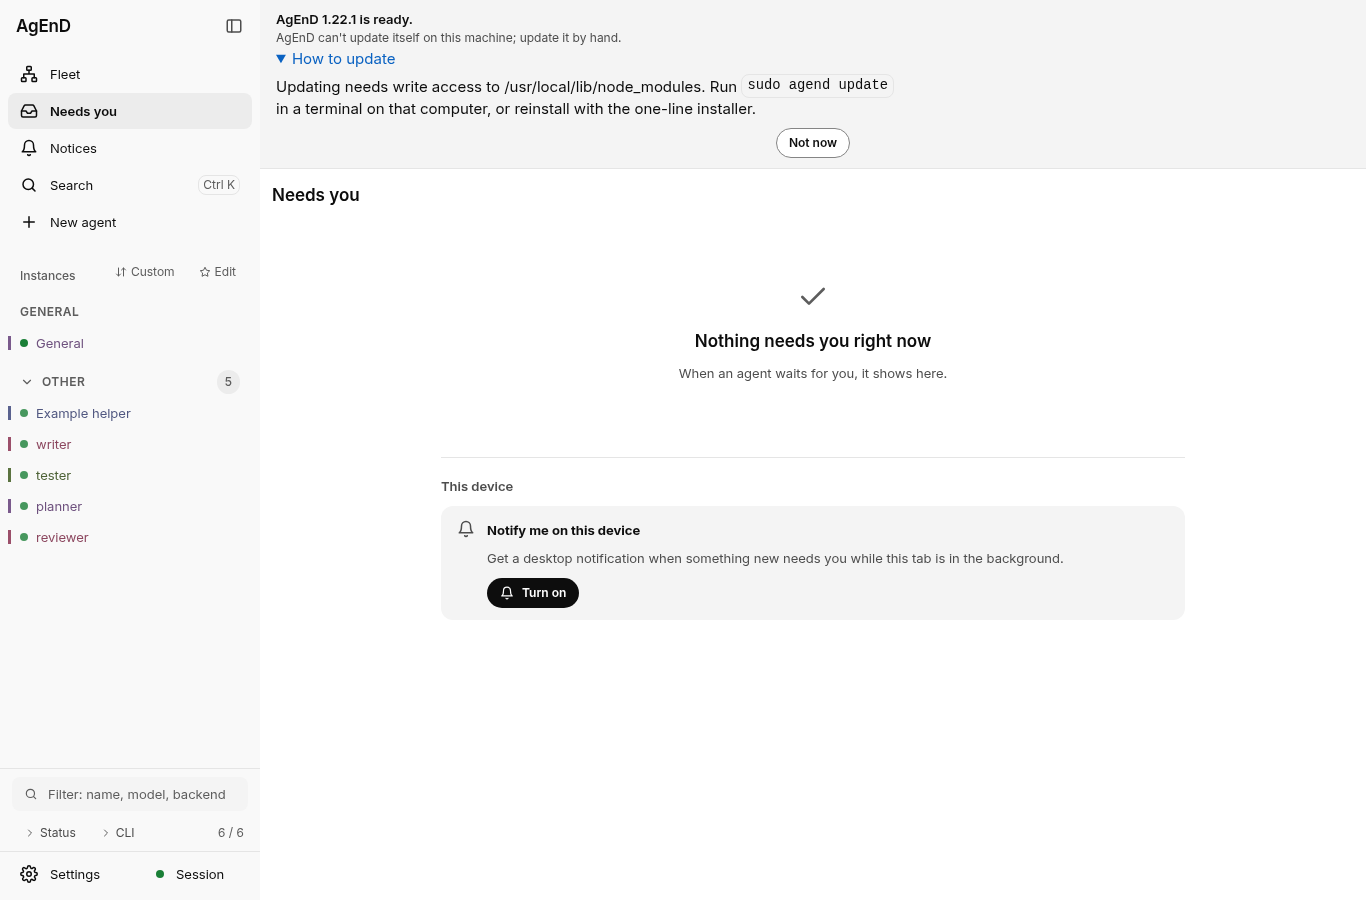 AgEnD
Fleet
Needs you
Notices
Search
Ctrl K
New agent
Instances
Custom
Edit
GENERAL
General
OTHER
5
Example helper
writer
tester
planner
reviewer
Filter: name, model, backend
Status
CLI
6 / 6
Settings
Session
AgEnD 1.22.1 is ready.
AgEnD can't update itself on this machine; update it by hand.
How to update
Updating needs write access to /usr/local/lib/node_modules. Run sudo agend update
in a terminal on that computer, or reinstall with the one-line installer.
Not now
Needs you
Nothing needs you right now
When an agent waits for you, it shows here.
This device
Notify me on this device
Get a desktop notification when something new needs you while this tab is in the background.
Turn on